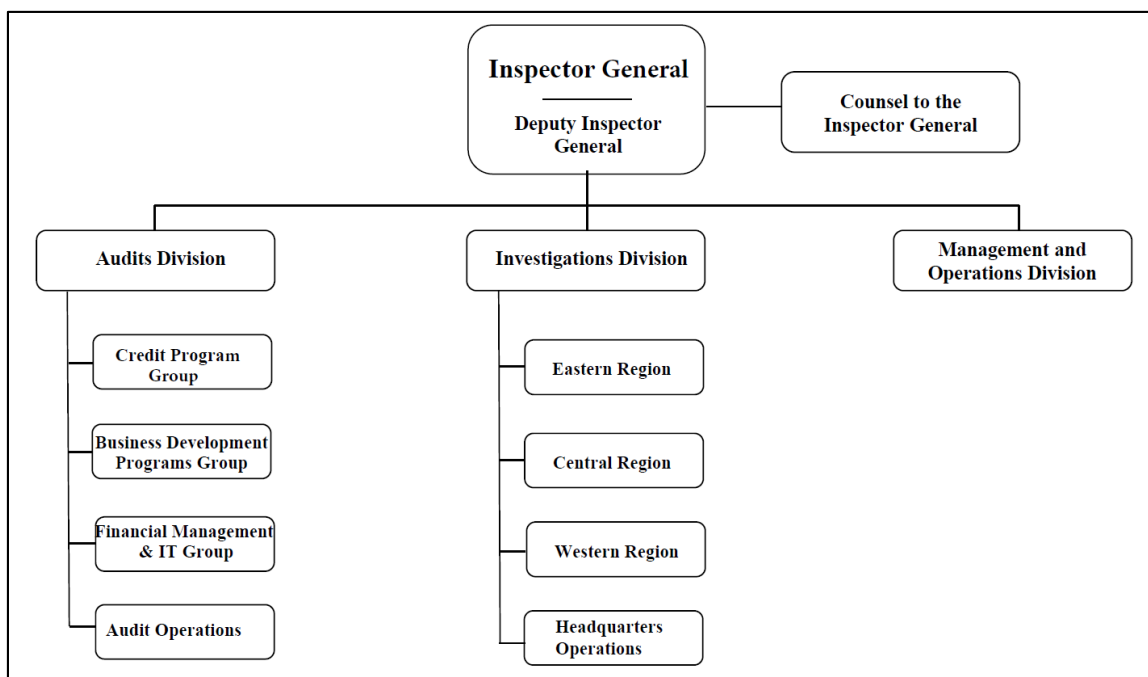 Inspector General
Deputy Inspector
General
Counsel to the
Inspector General
Audits Division
Investigations Division
Management and
Operations Division
Credit Program
Group
Business Development
Programs Group
Financial Management
& IT Group
Audit Operations
Eastern Region
Central Region
Western Region
Headquarters
Operations